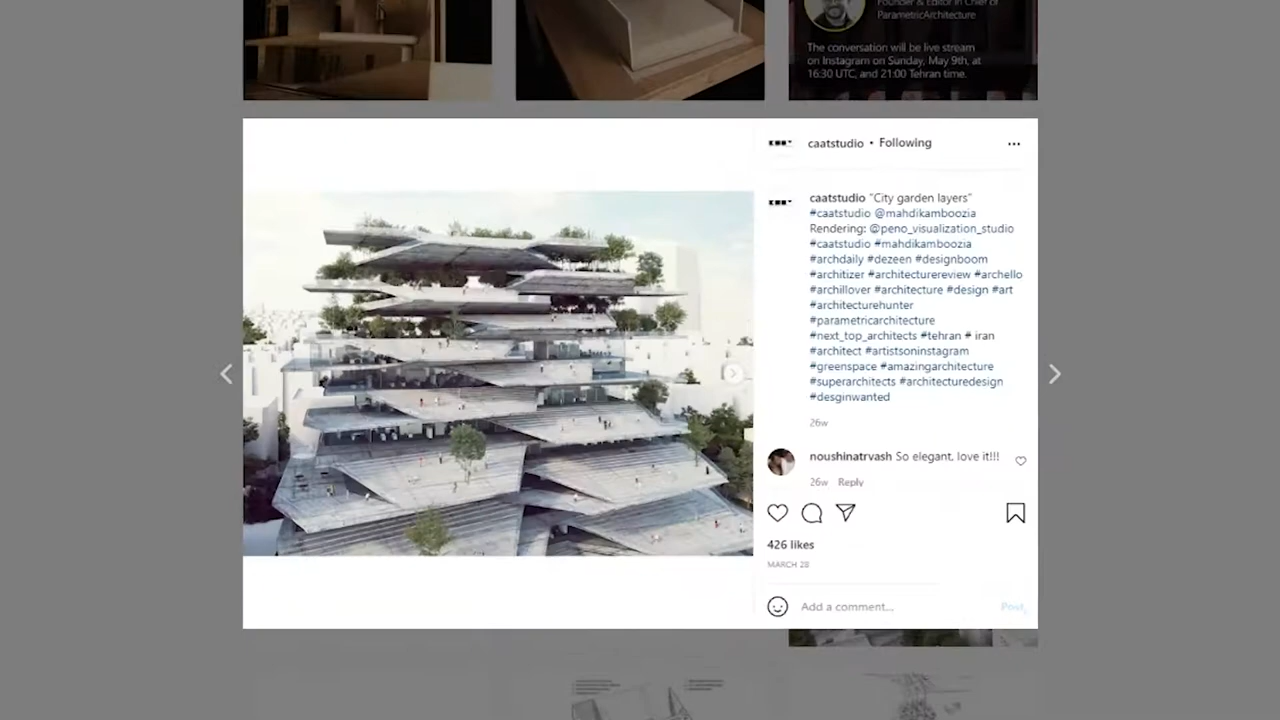 Founder & Editor in Chief of
ParametricArchitecture
The conversation will be live stream
on Instagram on Sunday, May 9th, at
16:30 UTC, and 21:00 Tehran time.
caatstudio • Following
caatstudio "City garden layers"
#caatstudio @mahdikamboozia
Rendering: @peno_visualization_studio
#caatstudio #mahdikamboozia
#archdaily #dezeen #designboom
#architizer #architecturereview #archello
#archillover #architecture #design #art
#architecturehunter
#parametricarchitecture
#next_top_architects #tehran # iran
#architect #artistsoninstagram
#greenspace #amazingarchitecture
#superarchitects #architecturedesign
#desginwanted
26w
noushinatrvash So elegant, love it!!!
26w Reply
426 likes
MARCH 28
Add a comment...
Post